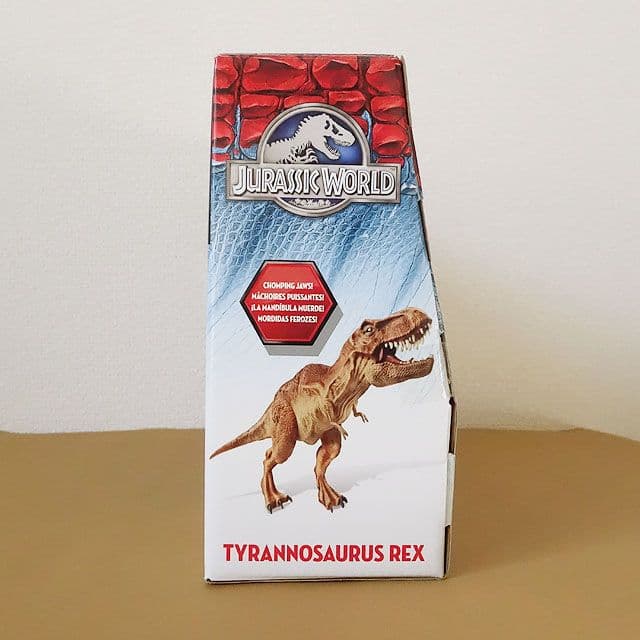 JURASSIC WORLD
CHOMPING JAWS!
MÂCHOIRES PUISSANTES!
¡LA MANDÍBULA MUERDE!
MORDIDAS FEROZES!
TYRANNOSAURUS REX